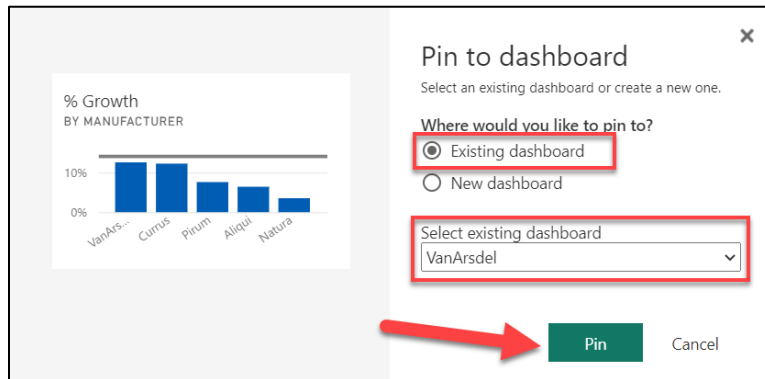 % Growth
BY MANUFACTURER
10%
0%
VanArs...
Currus
Pirum
Aliqui
Natura
Pin to dashboard
Select an existing dashboard or create a new one.
Where would you like to pin to?
Existing dashboard
New dashboard
Select existing dashboard
VanArsdel
Pin
Cancel